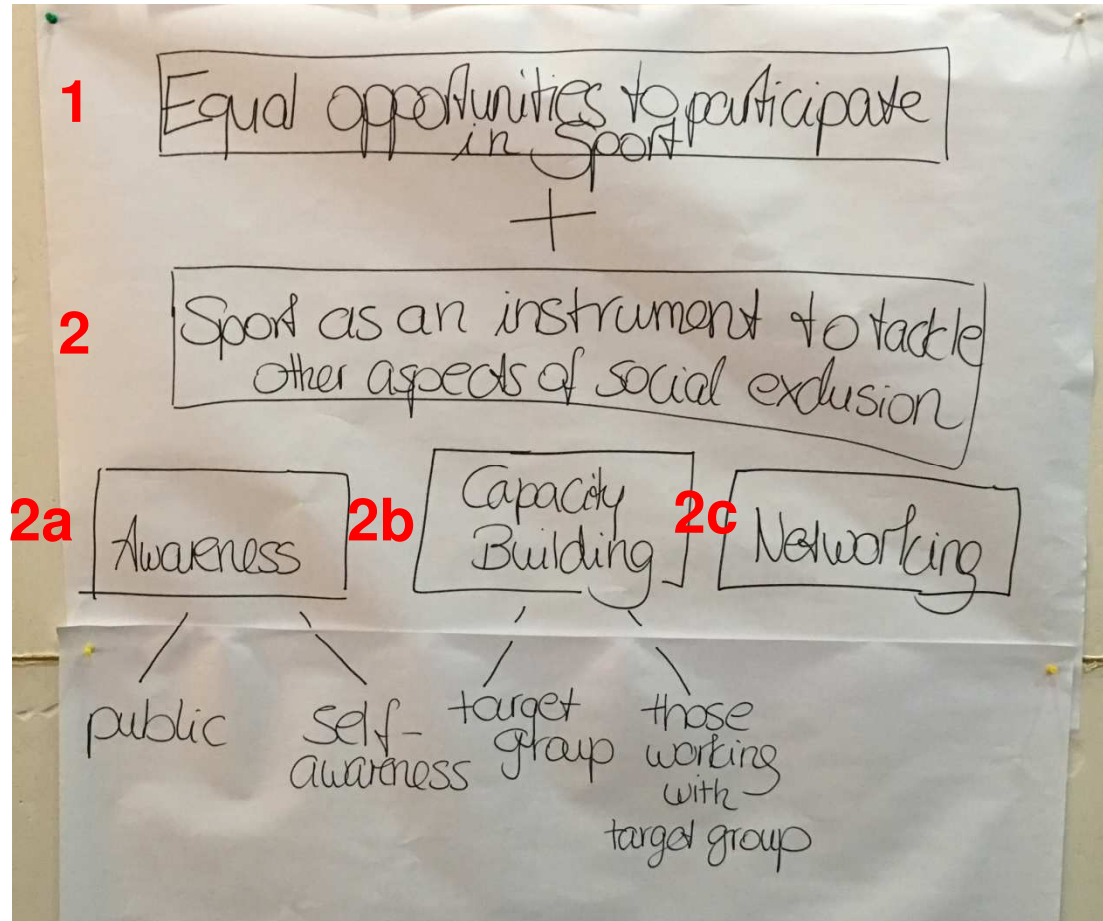 1
Equal opportunities to participate
in Sport
+
2
Sport as an instrument to tackle
other aspects of social exclusion
2a
Awareness
2b
Capacity
Building
2c
Networking
public
self-
awareness
target
group
those
working
with
target group